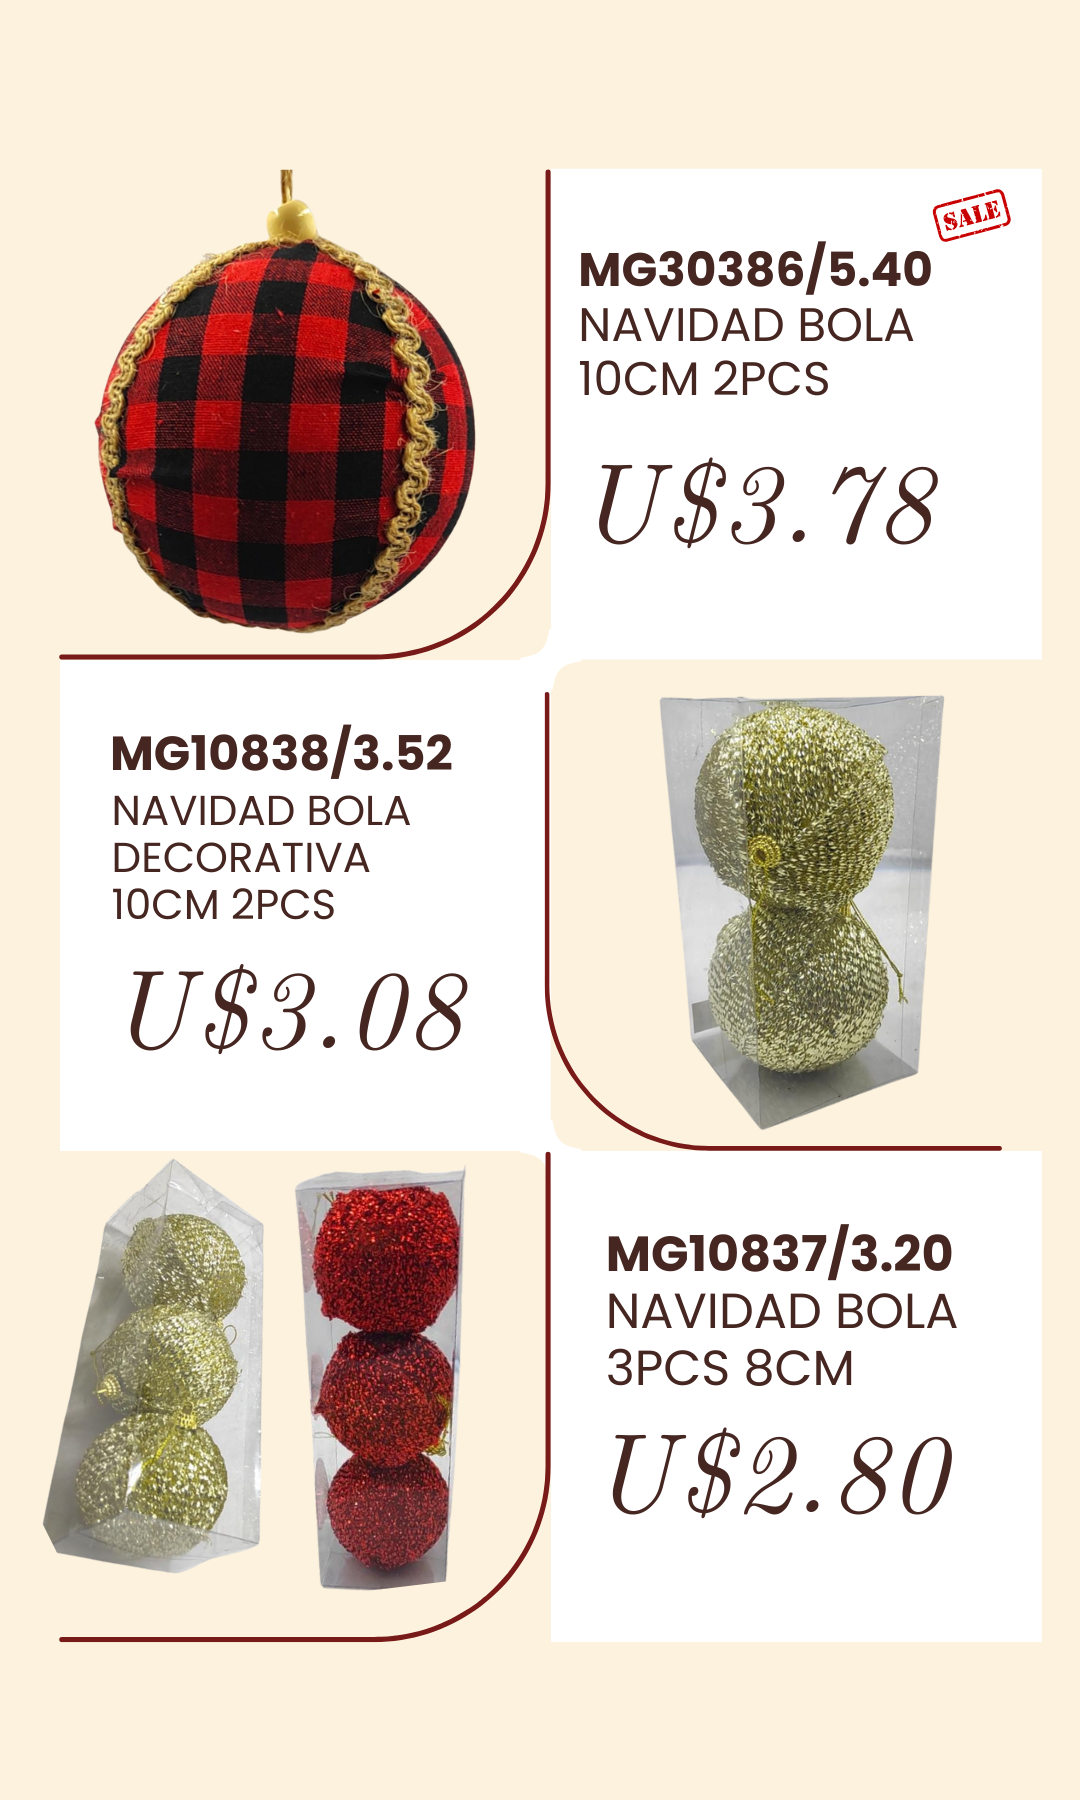 SALE
MG30386/5.40
NAVIDAD BOLA
10CM 2PCS
U$3.78
MG10838/3.52
NAVIDAD BOLA
DECORATIVA
10CM 2PCS
U$3.08
MG10837/3.20
NAVIDAD BOLA
3PCS 8CM
U$2.80